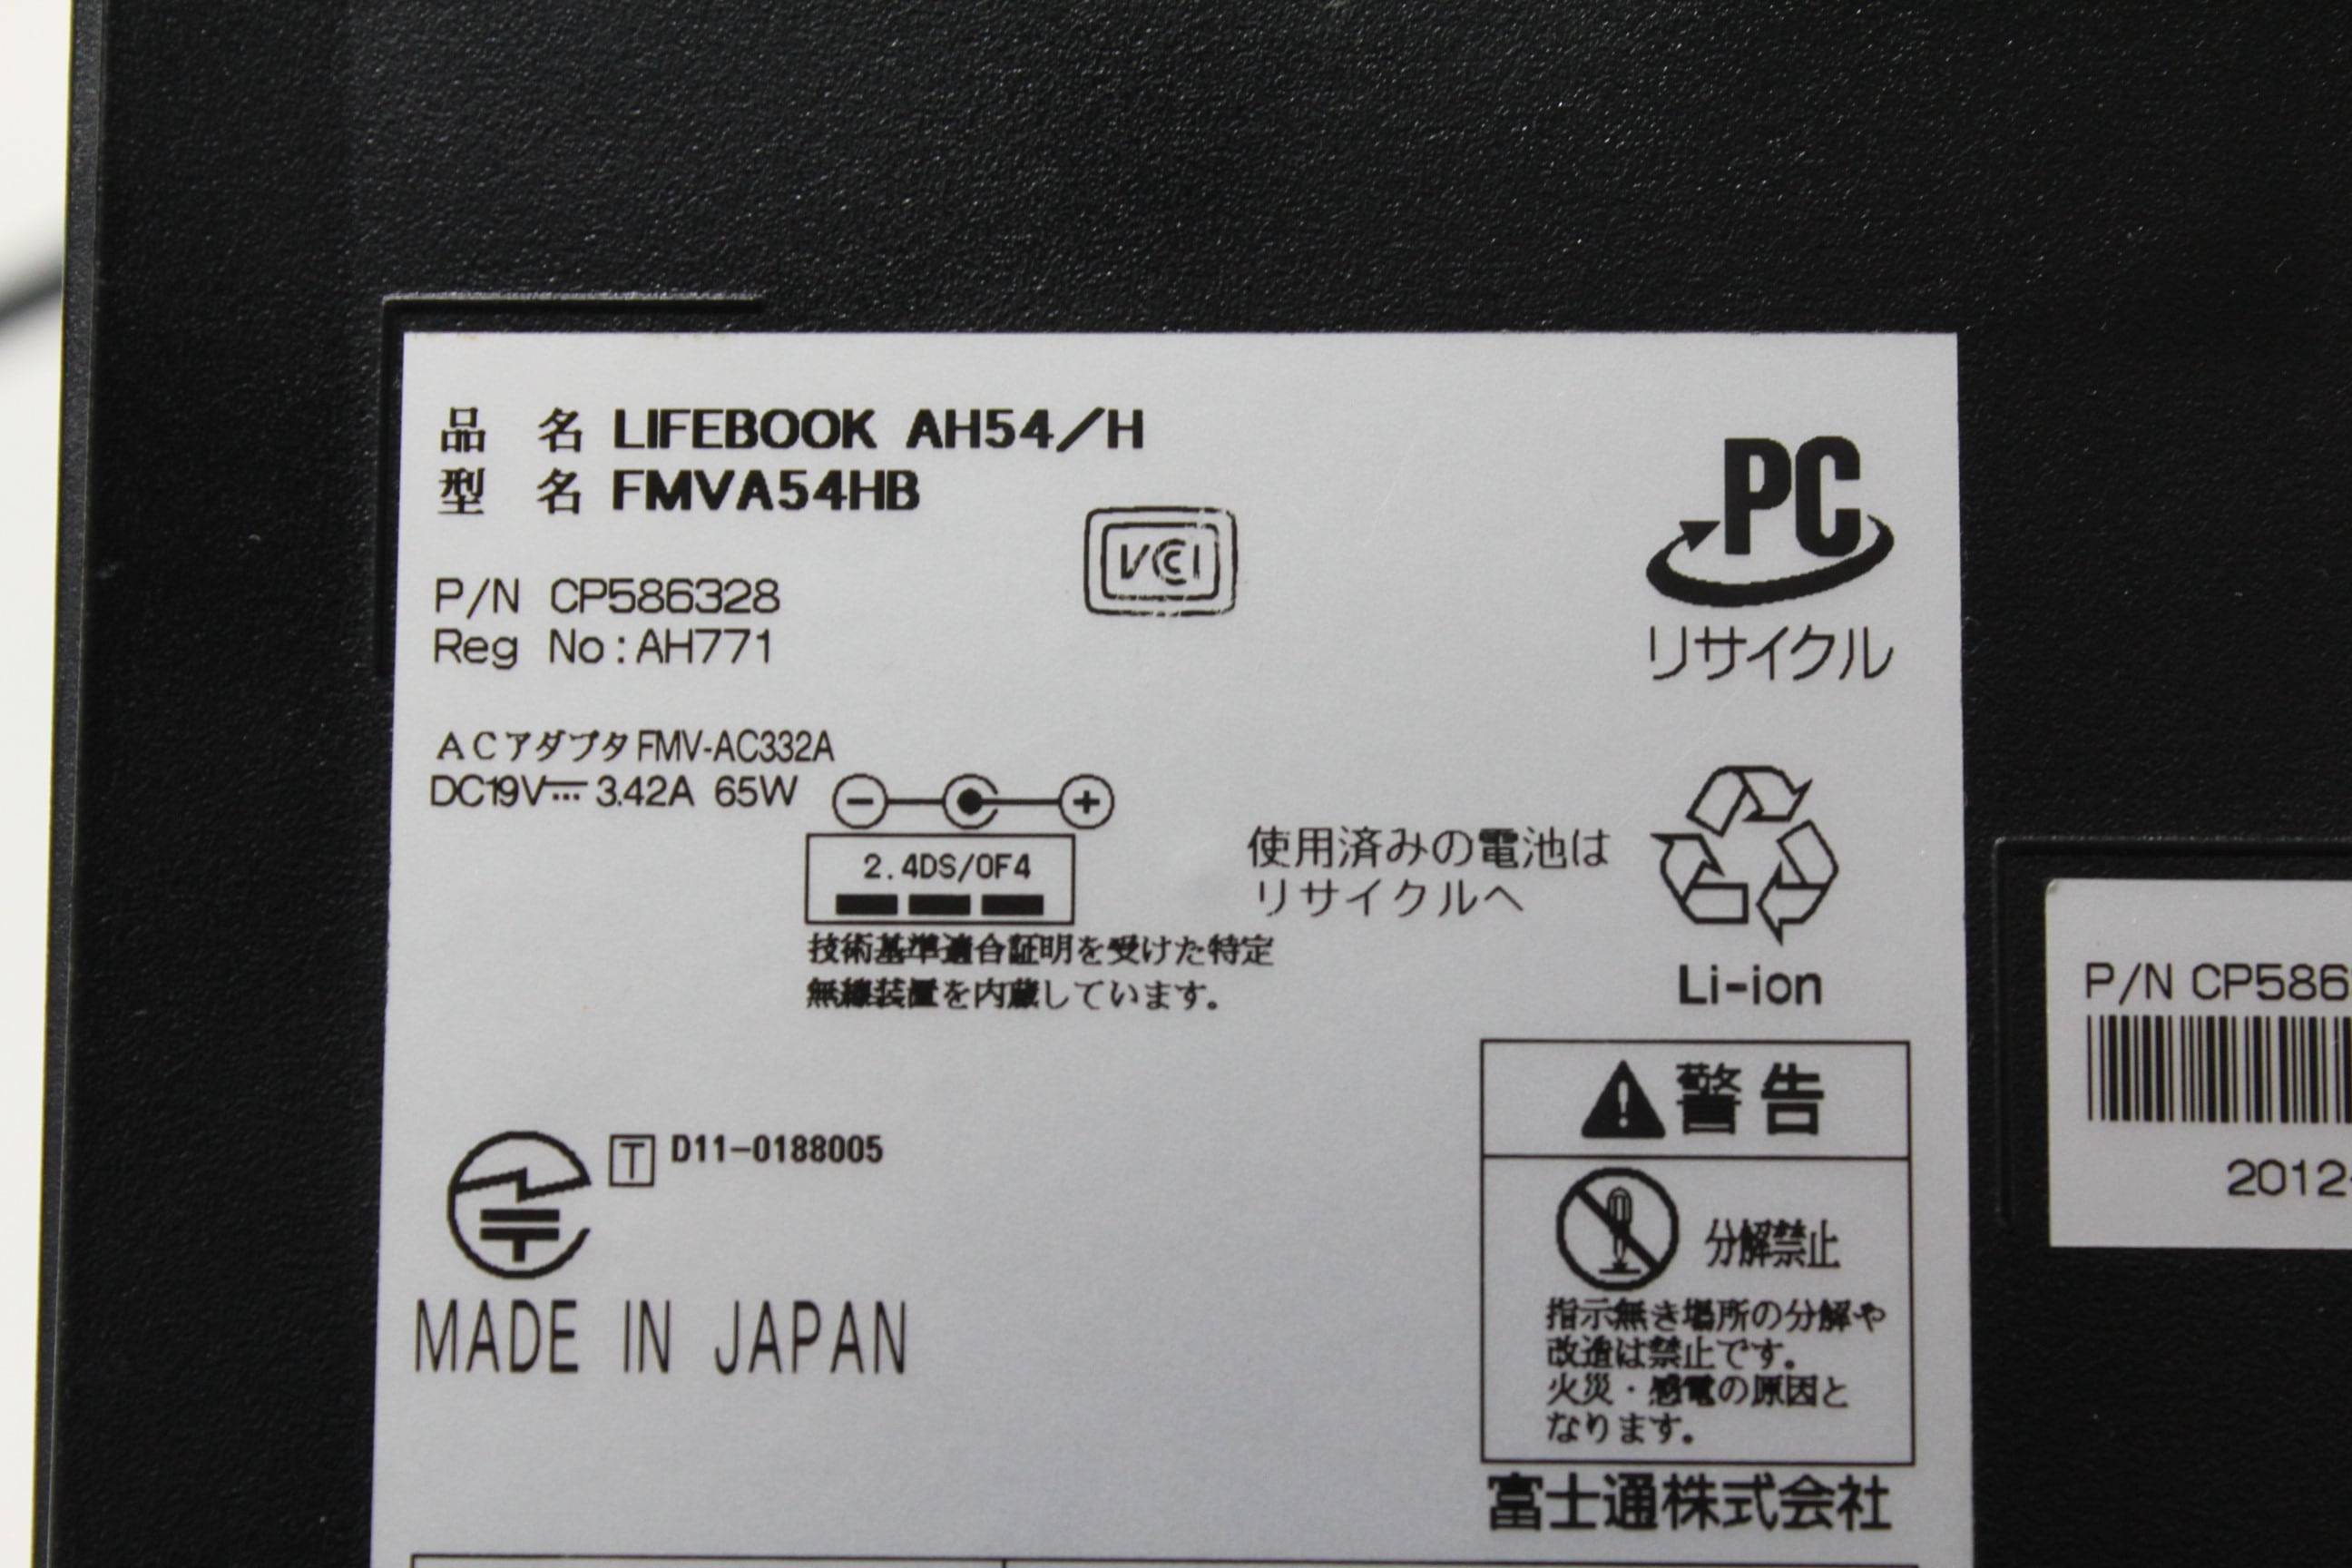 品 名 LIFEBOOK AH54/H
型 名 FMVA54HB
VCCI
PC
P/N CP586328
Reg No:AH771
リサイクル
ACアダプタ FMV-AC332A
DC19V 3.42A 65W
2.4DS/OF4
使用済みの電池は
リサイクルへ
技術基準適合証明を受けた特定
無線装置を内蔵しています。
Li-ion
P/N CP586
2012-
警告
T D11-0188005
分解禁止
MADE IN JAPAN
指示無き場所の分解や
改造は禁止です。
火災・感電の原因と
なります。
富士通株式会社